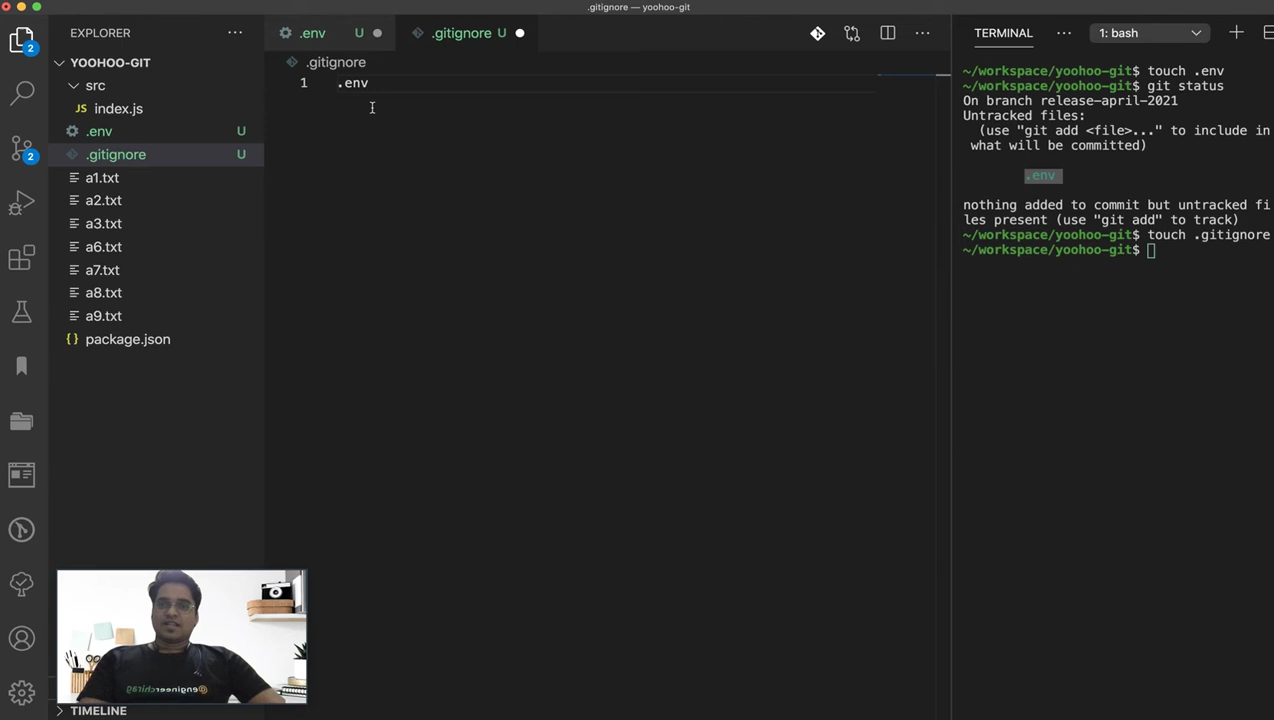 .gitignore — yoohoo-git
EXPLORER
YOOHOO-GIT
src
JS index.js
.env U
.gitignore U
a1.txt
a2.txt
a3.txt
a6.txt
a7.txt
a8.txt
a9.txt
{ } package.json
TIMELINE
2
2
.env U
.gitignore U
.gitignore
1 .env
TERMINAL
1: bash
~/workspace/yoohoo-git$ touch .env
~/workspace/yoohoo-git$ git status
On branch release-april-2021
Untracked files:
(use "git add <file>..." to include in
what will be committed)
.env
nothing added to commit but untracked fi
les present (use "git add" to track)
~/workspace/yoohoo-git$ touch .gitignore
~/workspace/yoohoo-git$
@engineerchirag